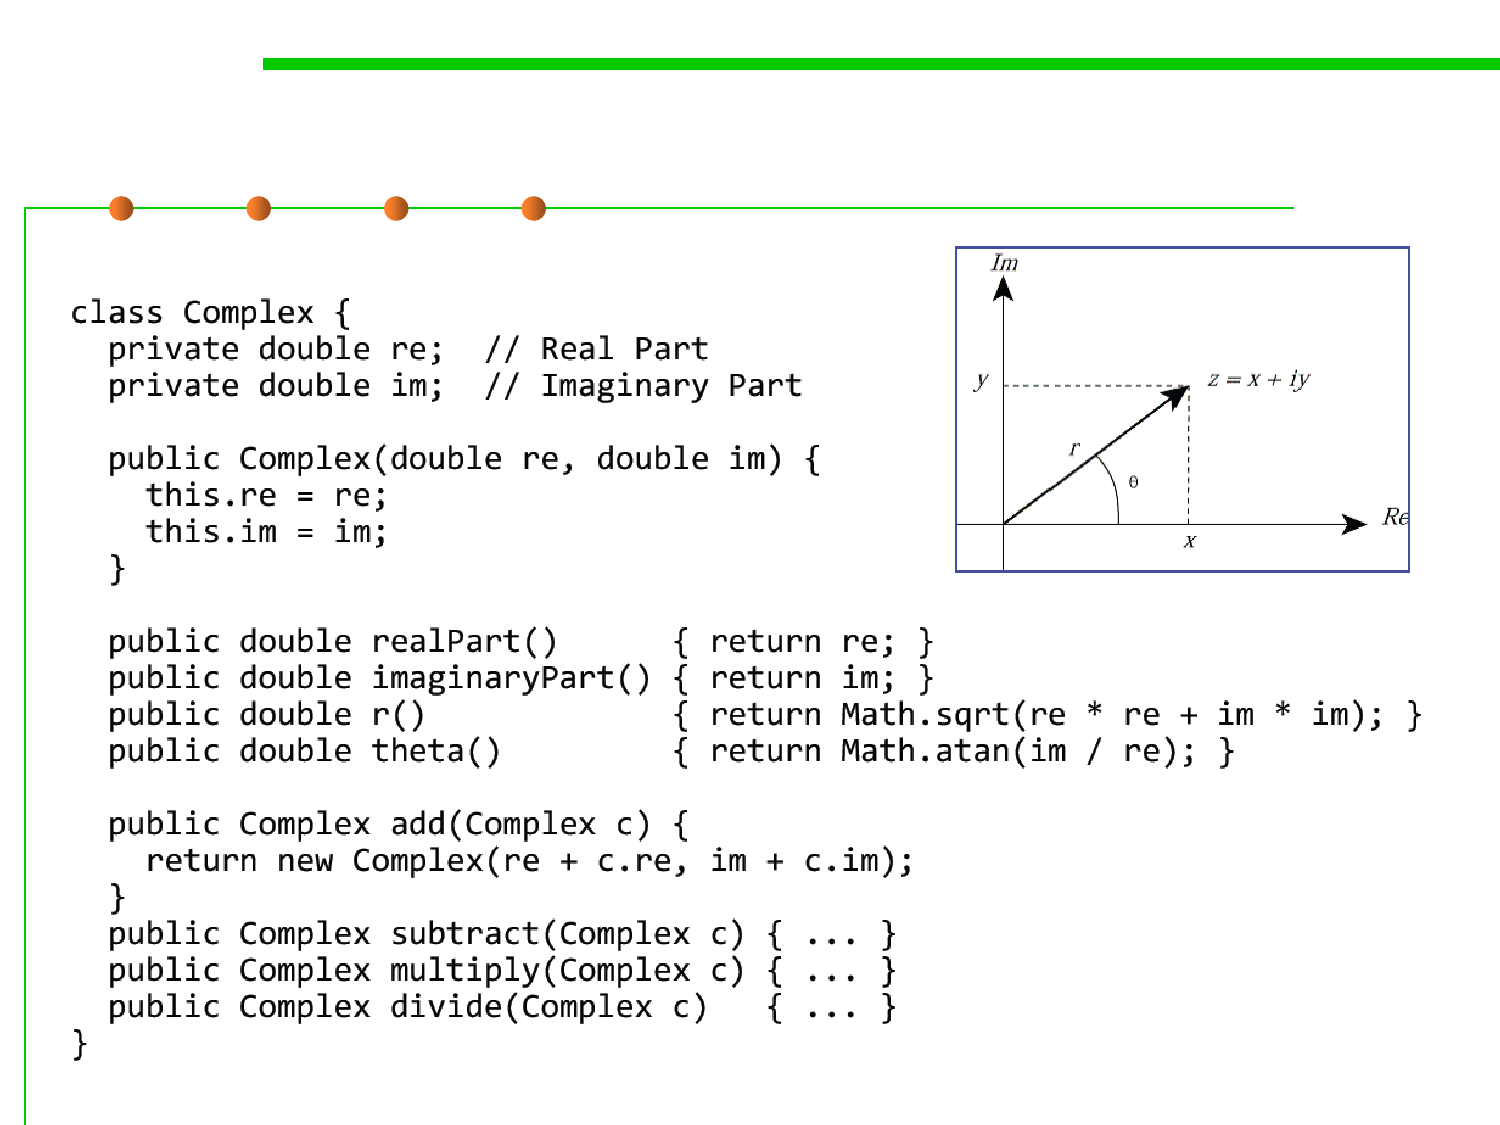 class Complex {
  private double re;  // Real Part
  private double im;  // Imaginary Part
  public Complex(double re, double im) {
    this.re = re;
    this.im = im;
  }
  public double realPart()      { return re; }
  public double imaginaryPart() { return im; }
  public double r()             { return Math.sqrt(re * re + im * im); }
  public double theta()         { return Math.atan(im / re); }
  public Complex add(Complex c) {
    return new Complex(re + c.re, im + c.im);
  }
  public Complex subtract(Complex c) { ... }
  public Complex multiply(Complex c) { ... }
  public Complex divide(Complex c)   { ... }
}
Im
y
z = x + iy
r
θ
Re
x